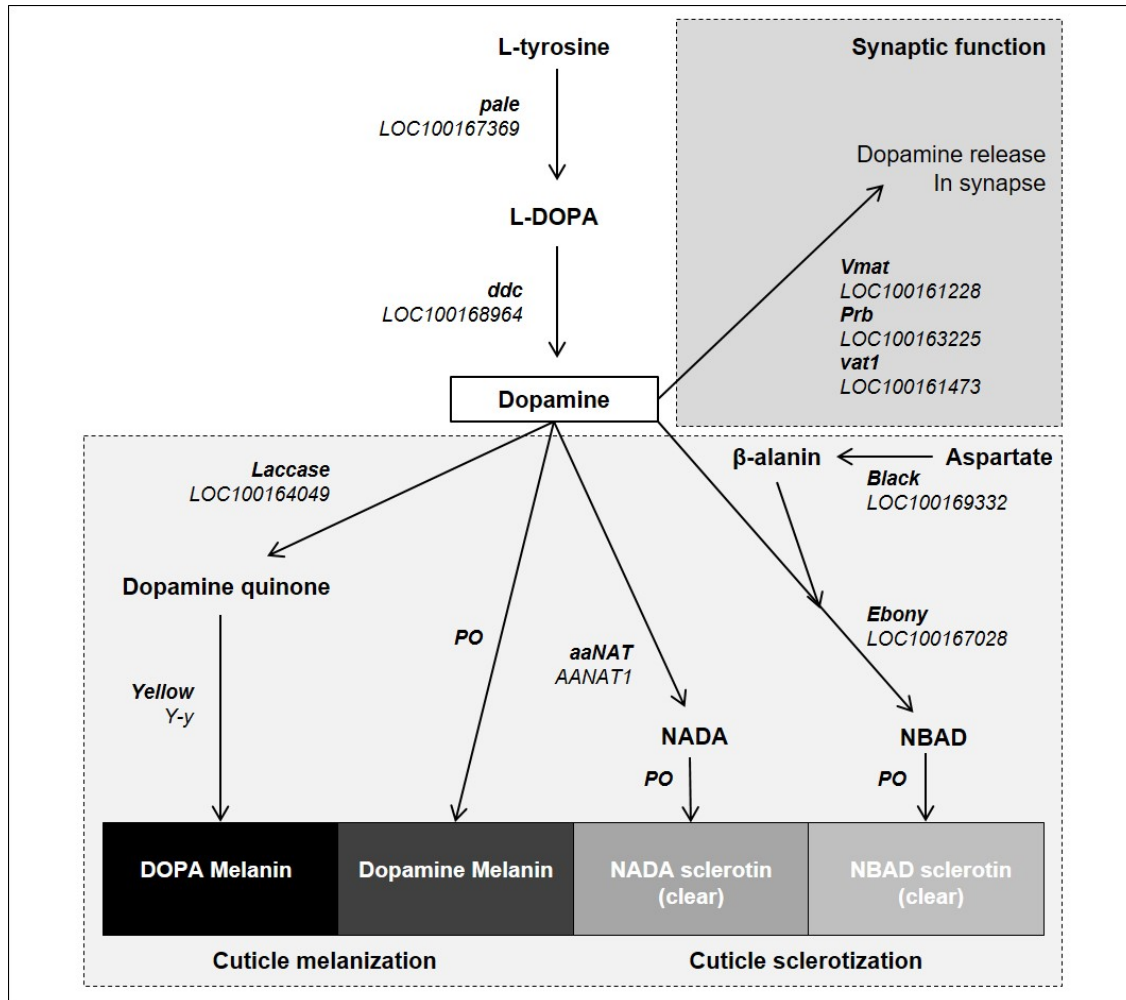 L-tyrosine
Synaptic function
pale
LOC100167369
Dopamine release
In synapse
L-DOPA
Vmat
LOC100161228
Prb
LOC100163225
vat1
LOC100161473
ddc
LOC100168964
Dopamine
β-alanin
Aspartate
Black
LOC100169332
Laccase
LOC100164049
Dopamine quinone
PO
aaNAT
AANAT1
Ebony
LOC100167028
Yellow
Y-y
NADA
NBAD
PO
PO
DOPA Melanin
Dopamine Melanin
NADA sclerotin
(clear)
NBAD sclerotin
(clear)
Cuticle melanization
Cuticle sclerotization